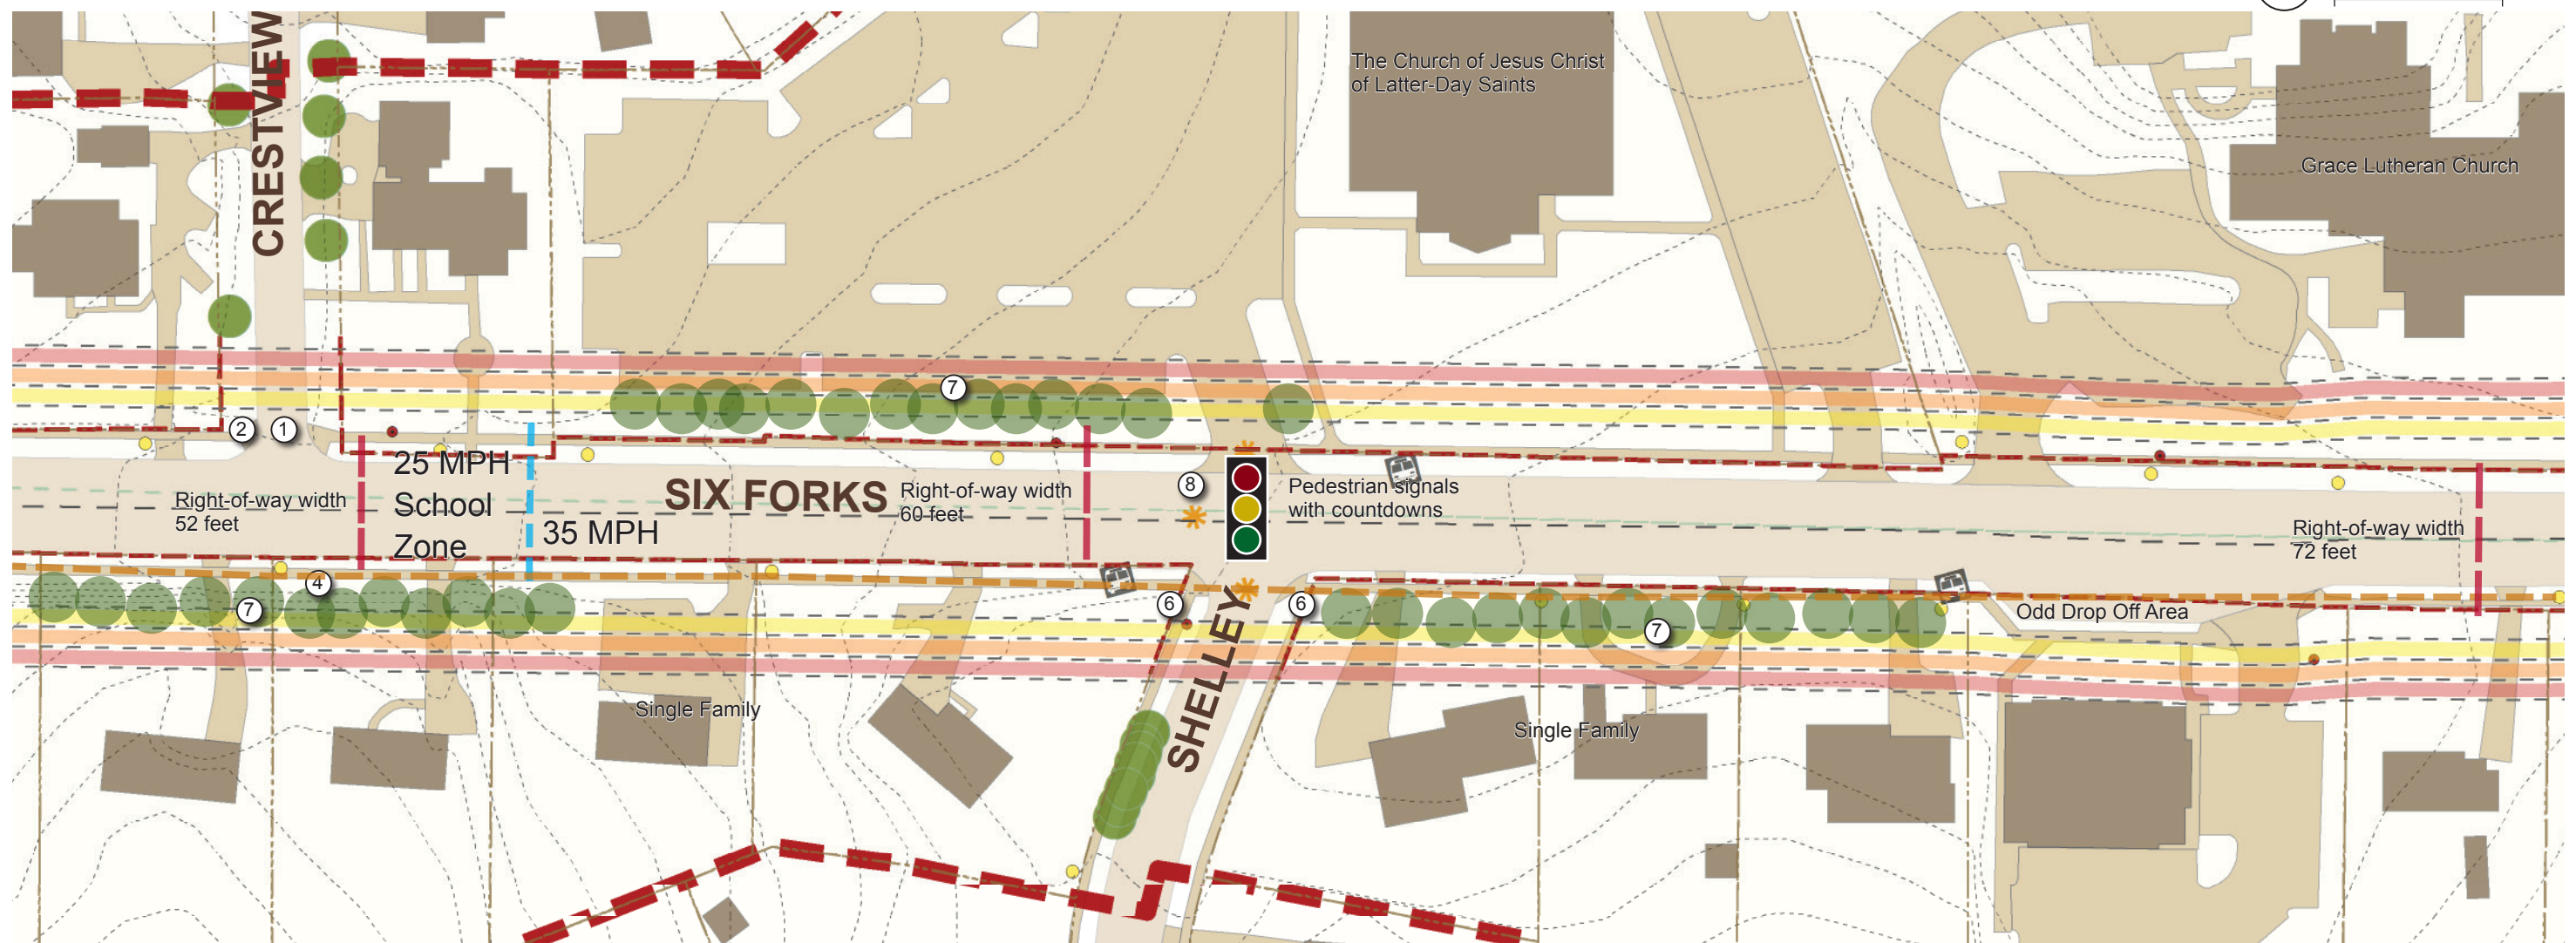 CRESTVIEW
The Church of Jesus Christ
of Latter-Day Saints
Grace Lutheran Church
7
2
1
25 MPH
School
Zone
Right-of-way width
52 feet
35 MPH
SIX FORKS
Right-of-way width
60 feet
8
Pedestrian signals
with countdowns
Right-of-way width
72 feet
4
7
6
6
7
Odd Drop Off Area
SHELLEY
Single Family
Single Family